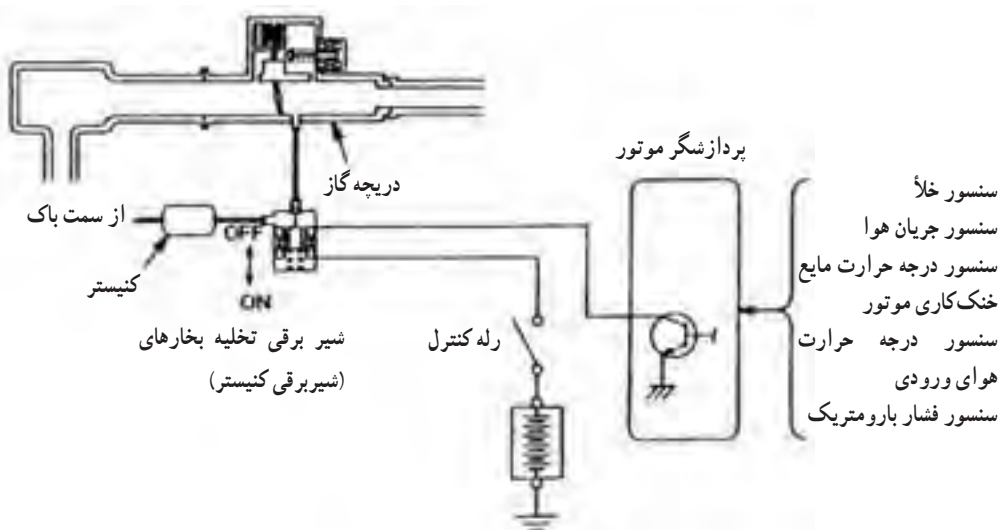 پردازشگر موتور
دریچه گاز
سنسور خلأ
سنسور جریان هوا
سنسور درجه حرارت مایع
خنک‌کاری موتور
سنسور درجه حرارت
هوای ورودی
سنسور فشار بارومتریک
از سمت باک
OFF
کنیستر
ON
رله کنترل
شیر برقی تخلیه بخارهای
(شیربرقی کنیستر)